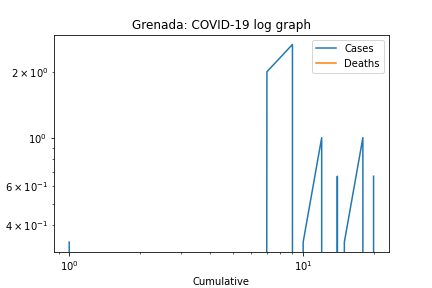 Grenada: COVID-19 log graph
Cases
Deaths
2 × 10⁰
10⁰
6 × 10⁻¹
4 × 10⁻¹
10⁰ 10¹
Cumulative